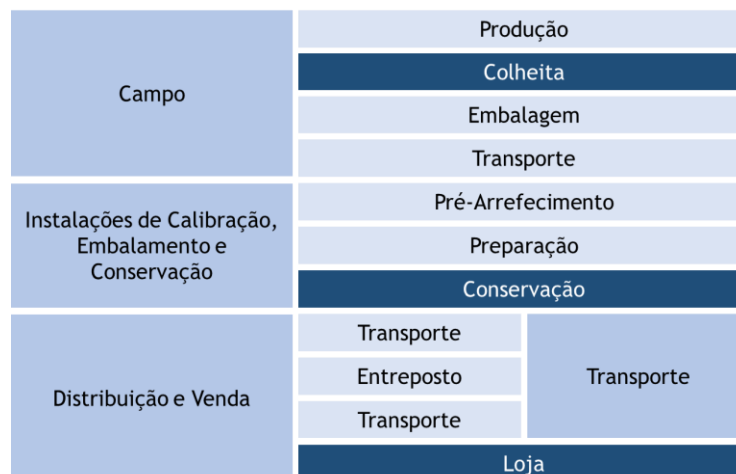 Campo
Produção
Colheita
Embalagem
Transporte
Instalações de Calibração,
Embalamento e
Conservação
Pré-Arrefecimento
Preparação
Conservação
Distribuição e Venda
Transporte
Entreposto
Transporte
Transporte
Loja